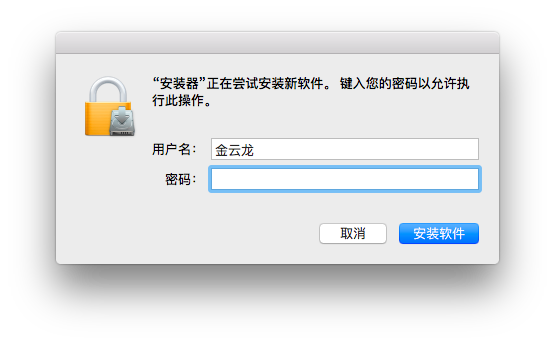 “安装器”正在尝试安装新软件。 键入您的密码以允许执
行此操作。
用户名： 金云龙
密码：
取消 安装软件